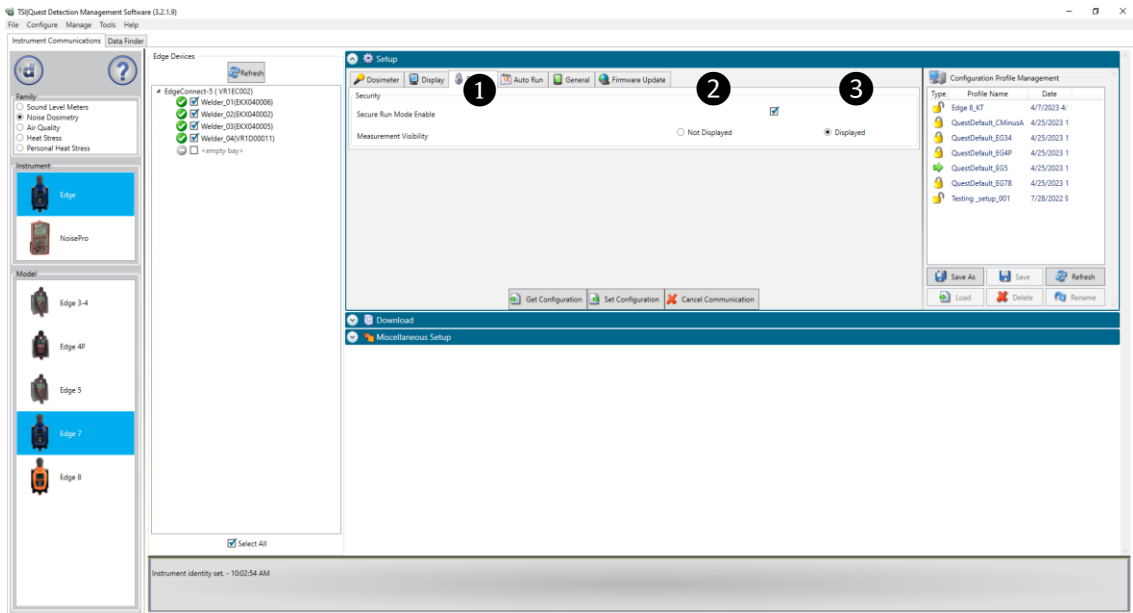 TSI|Quest Detection Management Software (3.2.1.9)
File Configure Manage Tools Help
Instrument Communications Data Finder
Family
Sound Level Meters
Noise Dosimetry
Air Quality
Heat Stress
Personal Heat Stress
Instrument
Edge
NoisePro
Model
Edge 3-4
Edge 4P
Edge 5
Edge 7
Edge 8
Edge Devices
Refresh
EdgeConnect-5 ( VR1EC002)
Welder_01(EKX040006)
Welder_02(EKX040002)
Welder_03(EKX040005)
Welder_04(VR1D00011)
<empty bay>
Select All
Setup
Dosimeter Display Auto Run General Firmware Update
1 2 3
Security
Secure Run Mode Enable
Measurement Visibility Not Displayed Displayed
Get Configuration Set Configuration Cancel Communication
Configuration Profile Management
Type Profile Name Date
Edge 8_KT 4/7/2023 4:
QuestDefault_CMinusA 4/25/2023 1
QuestDefault_EG34 4/25/2023 1
QuestDefault_EG4P 4/25/2023 1
QuestDefault_EG5 4/25/2023 1
QuestDefault_EG78 4/25/2023 1
Testing _setup_001 7/28/2022 9
Save As Save Refresh
Load Delete Rename
Download
Miscellaneous Setup
Instrument identity set. - 10:02:54 AM